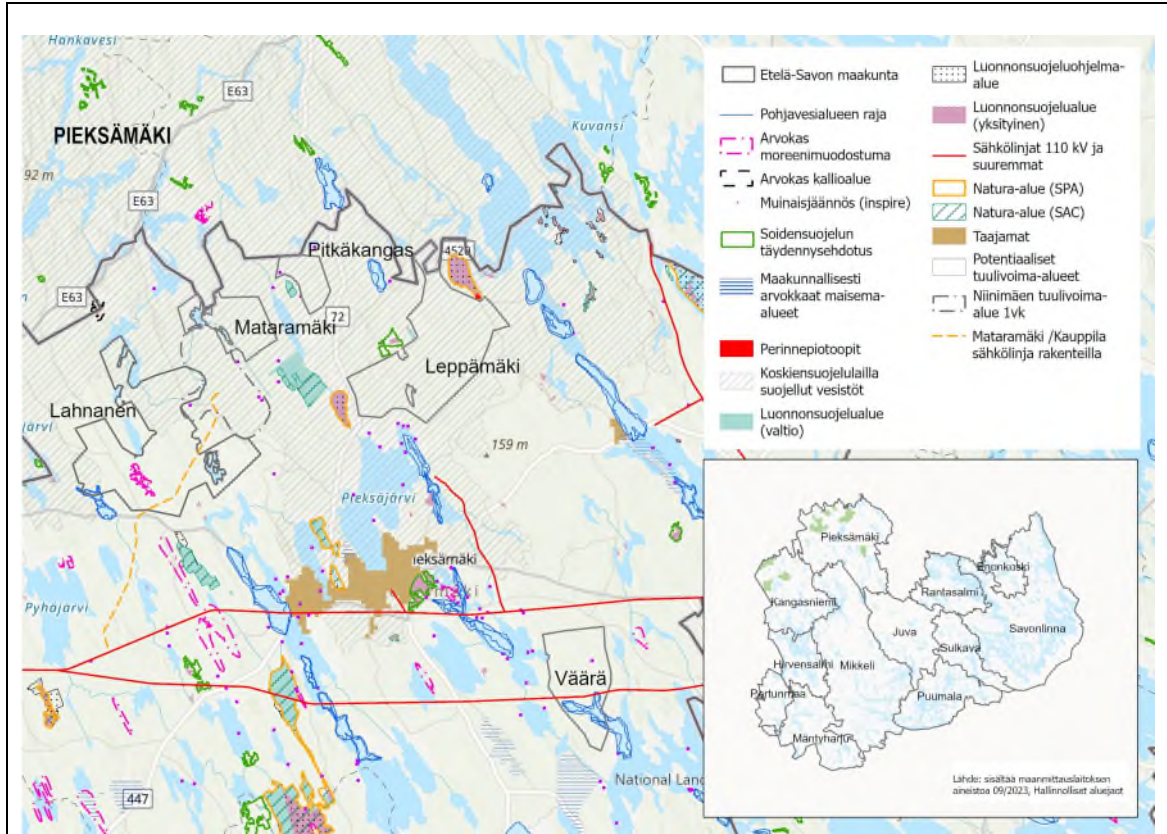 Hankavesi
E63
Kuvansi
PIEKSÄMÄKI
92 m
E63
Pitkäkangas
4529
E63
72
Mataramäki
Leppämäki
Lahnanen
järvi
159 m
Pieksäjärvi
ieksämäki
Pyhäjärvi
Väärä
National Land
447
Etelä-Savon maakunta
Pohjavesialueen raja
Arvokas
moreenimuodostuma
Arvokas kallioalue
Muinaisjäännös (inspire)
Soidensuojelun
täydennysehdotus
Maakunnallisesti
arvokkaat maisema-
alueet
Perinnepiotoopit
Koskiensuojelulailla
suojellut vesistöt
Luonnonsuojelualue
(valtio)
Luonnonsuojeluohjelma-
alue
Luonnonsuojelualue
(yksityinen)
Sähkölinjat 110 kV ja
suuremmat
Natura-alue (SPA)
Natura-alue (SAC)
Taajamat
Potentiaaliset
tuulivoima-alueet
Niinimäen tuulivoima-
alue 1vk
Mataramäki /Kauppila
sähkölinja rakenteilla
Pieksämäki
Enonkoski
Rantasalmi
Kangasniemi
Savonlinna
Juva
Sulkava
Hirvensalmi
Mikkeli
Pertunmaa
Puumala
Mäntyharju
Lähde: sisältää maanmittauslaitoksen
aineistoa 09/2023, Hallinnolliset aluejaot